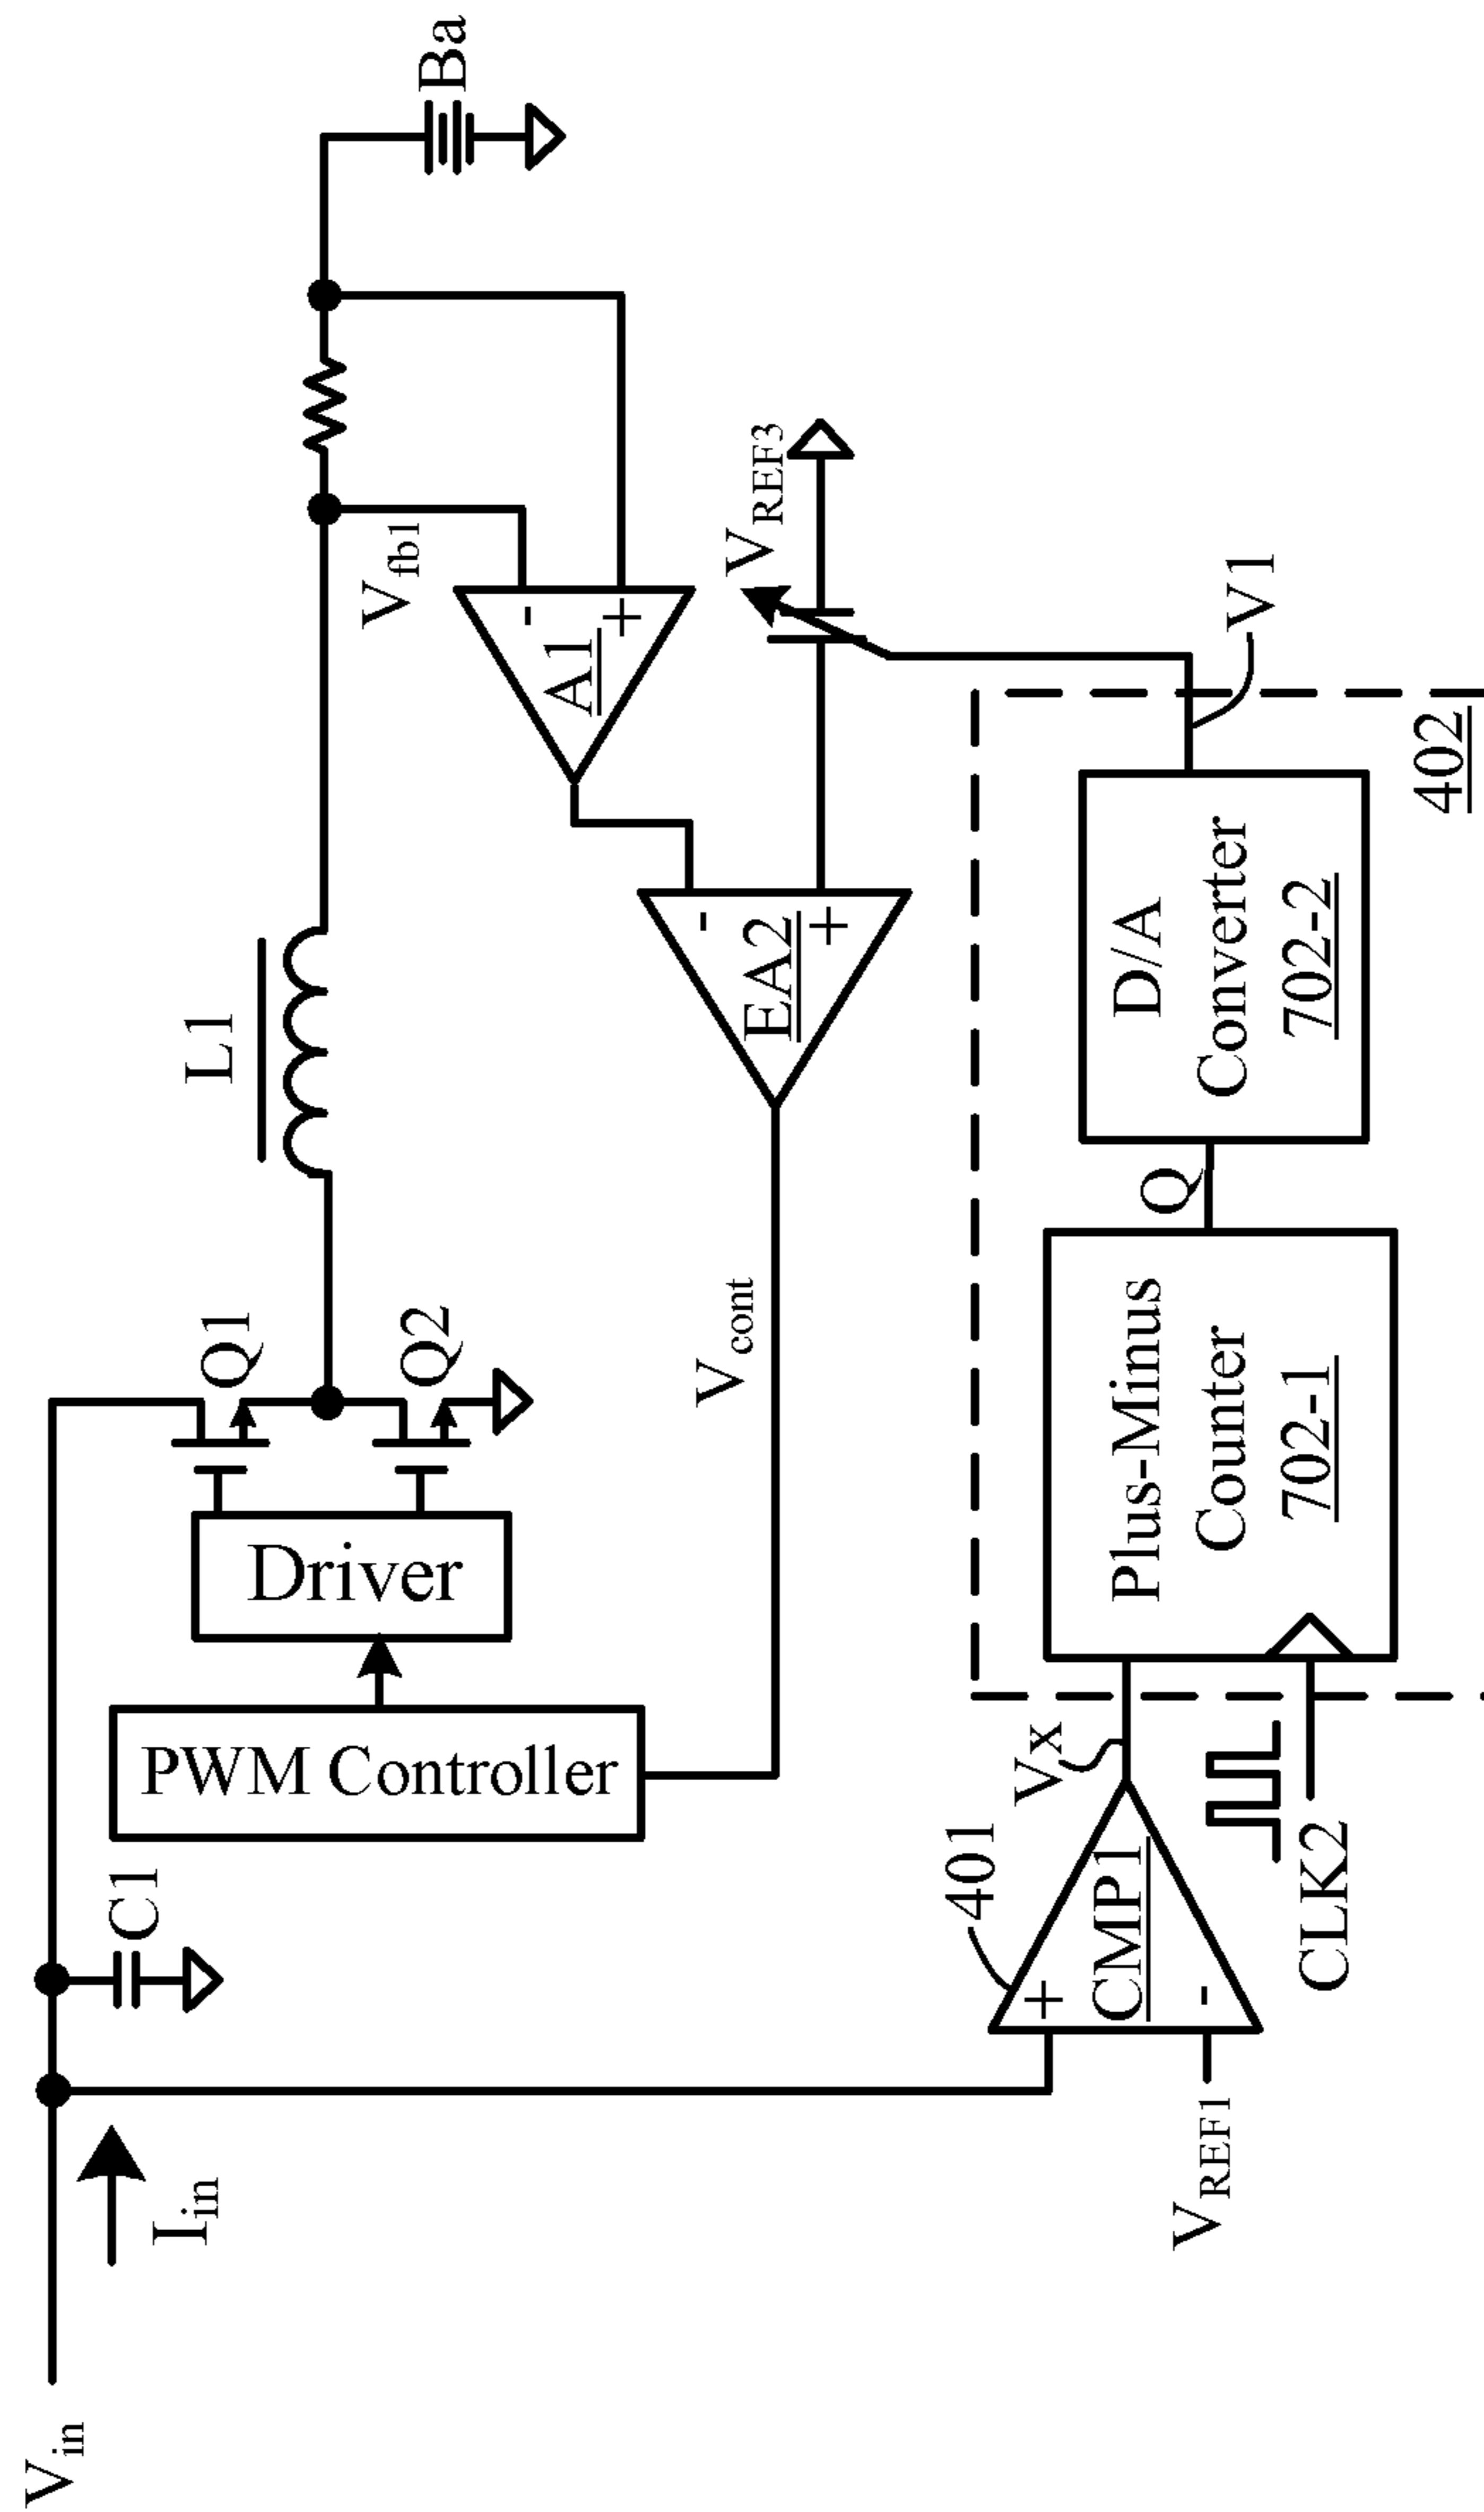 V_in
I_in
C1
PWM Controller
Driver
Q1
Q2
L1
V_fb1
Ba
A1
-
+
V_REF3
EA2
-
+
V_cont
401
CMP1
+
-
V_REF1
VX
CLK2
Plus-Minus
Counter
702-1
Q
D/A
Converter
702-2
V1
402